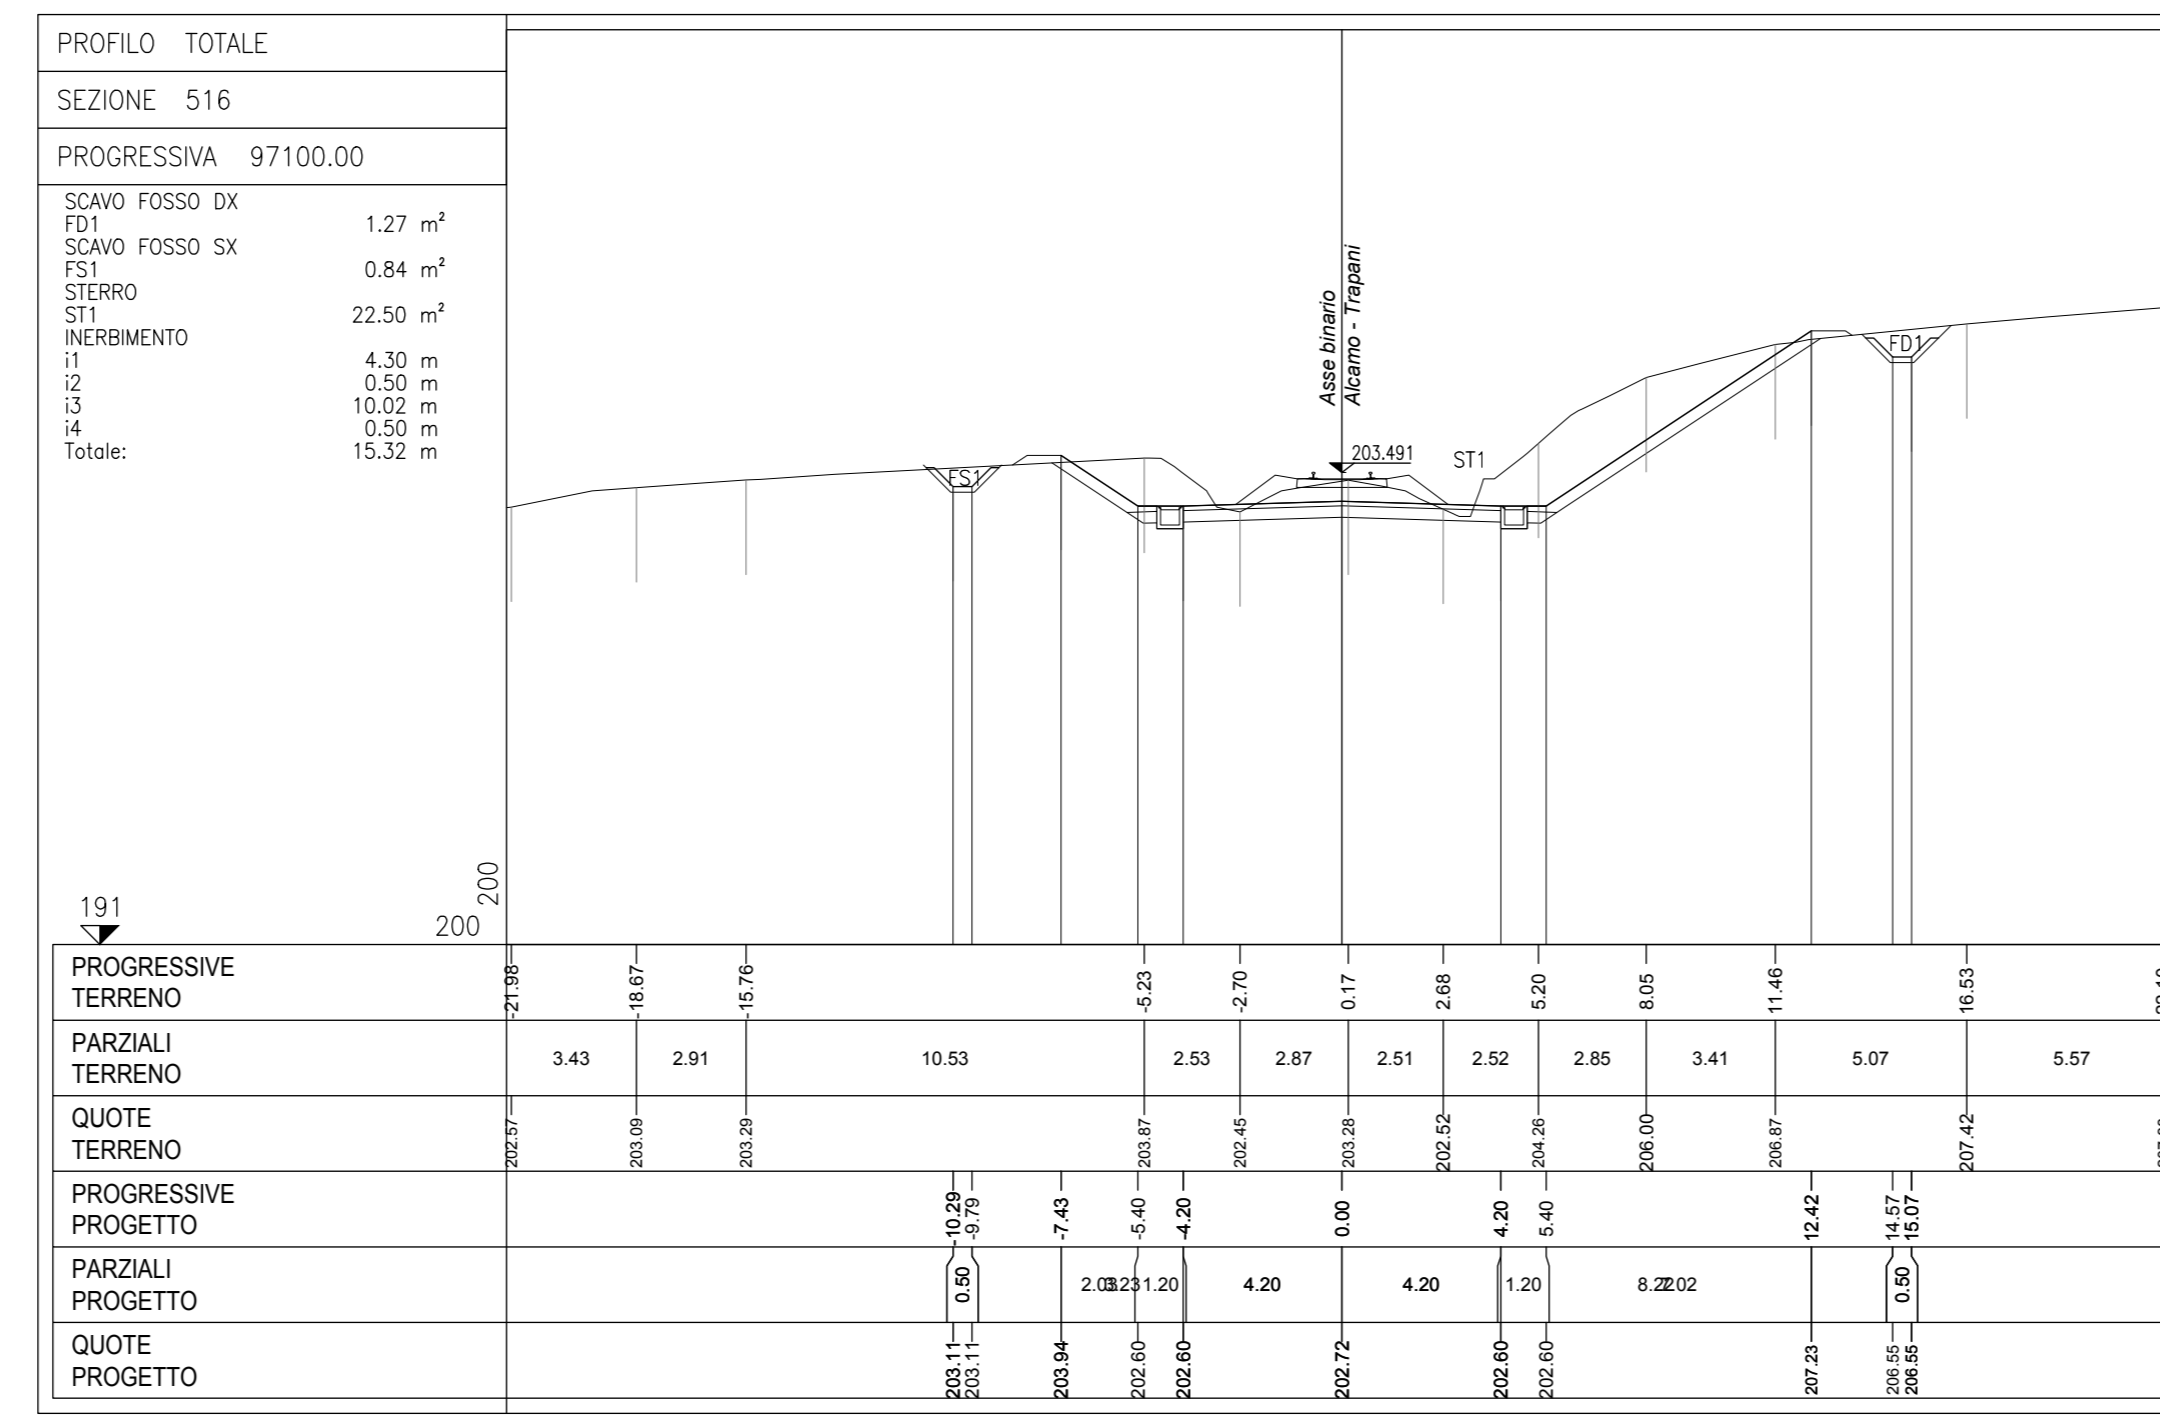 PROFILO TOTALE
SEZIONE 516
PROGRESSIVA 97100.00
SCAVO FOSSO DX
FD1 1.27 m²
SCAVO FOSSO SX
FS1 0.84 m²
STERRO
ST1 22.50 m²
INERBIMENTO
i1 4.30 m
i2 0.50 m
i3 10.02 m
i4 0.50 m
Totale: 15.32 m
Asse binario
Alcamo - Trapani
203.491
ST1
FS1
FD1
200
200
191
PROGRESSIVE
TERRENO
-21.98 -18.67 -15.76 -5.23 -2.70 0.17 2.68 5.20 8.05 11.46 16.53
PARZIALI
TERRENO
3.43 2.91 10.53 2.53 2.87 2.51 2.52 2.85 3.41 5.07 5.57
QUOTE
TERRENO
202.57 203.09 203.29 203.87 202.45 203.28 202.52 204.26 206.00 206.87 207.42
PROGRESSIVE
PROGETTO
-10.29 -9.79 -7.43 -5.40 -4.20 0.00 4.20 5.40 12.42 14.57 15.07
PARZIALI
PROGETTO
0.50 2.03 3.23 1.20 4.20 4.20 1.20 8.22 0.50
QUOTE
PROGETTO
203.11 203.11 203.94 202.60 202.60 202.72 202.60 202.60 207.23 206.55 206.55